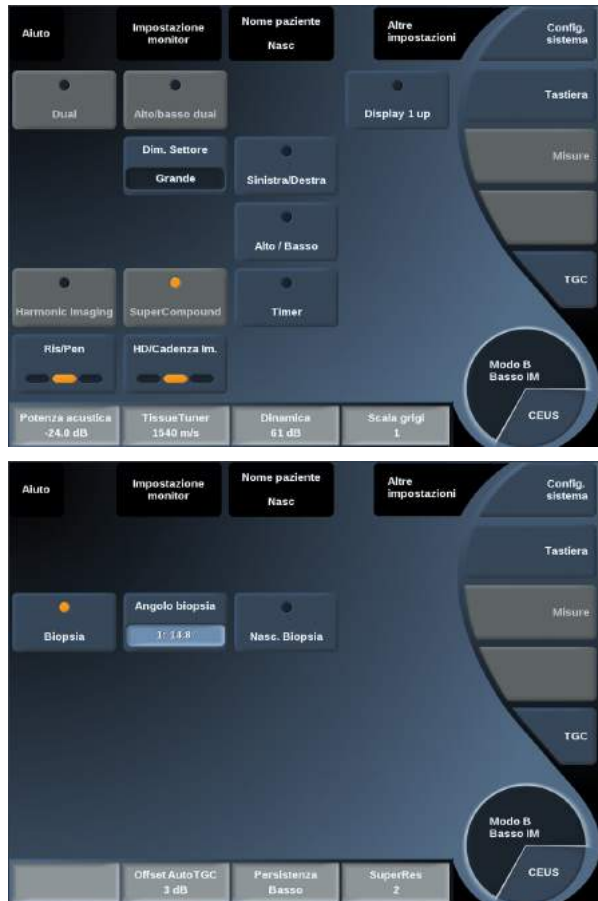 Aiuto
Impostazione
monitor
Nome paziente
Nasc
Altre
impostazioni
Config.
sistema
Tastiera
Dual
Alto/basso dual
Display 1 up
Misure
Dim. Settore
Grande
Sinistra/Destra
Alto / Basso
TGC
Harmonic Imaging
SuperCompound
Timer
Ris/Pen
HD/Cadenza Im.
Modo B
Basso IM
CEUS
Potenza acustica
-24.0 dB
TissueTuner
1540 m/s
Dinamica
61 dB
Scala grigi
1
Aiuto
Impostazione
monitor
Nome paziente
Nasc
Altre
impostazioni
Config.
sistema
Tastiera
Biopsia
Angolo biopsia
1: 14.8
Nasc. Biopsia
Misure
TGC
Modo B
Basso IM
CEUS
Offset AutoTGC
3 dB
Persistenza
Basso
SuperRes
2